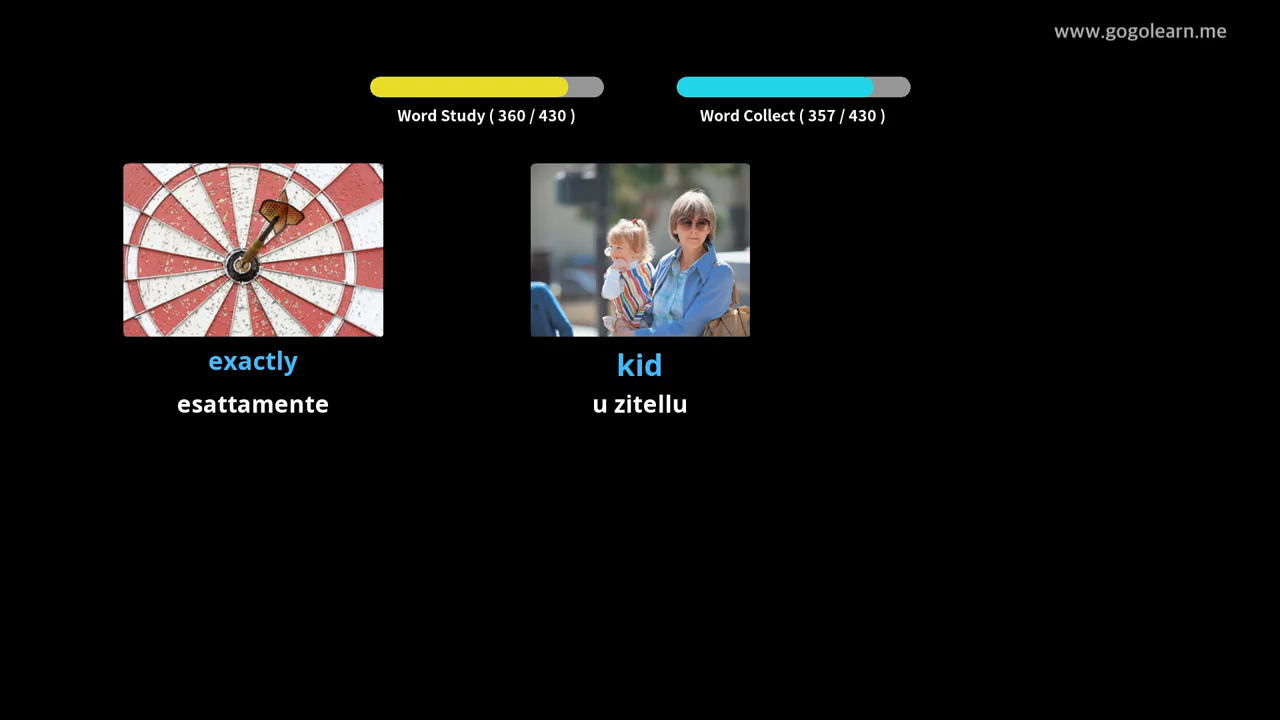 www.gogolearn.me
Word Study ( 360 / 430 )
Word Collect ( 357 / 430 )
exactly
esattamente
kid
u zitellu